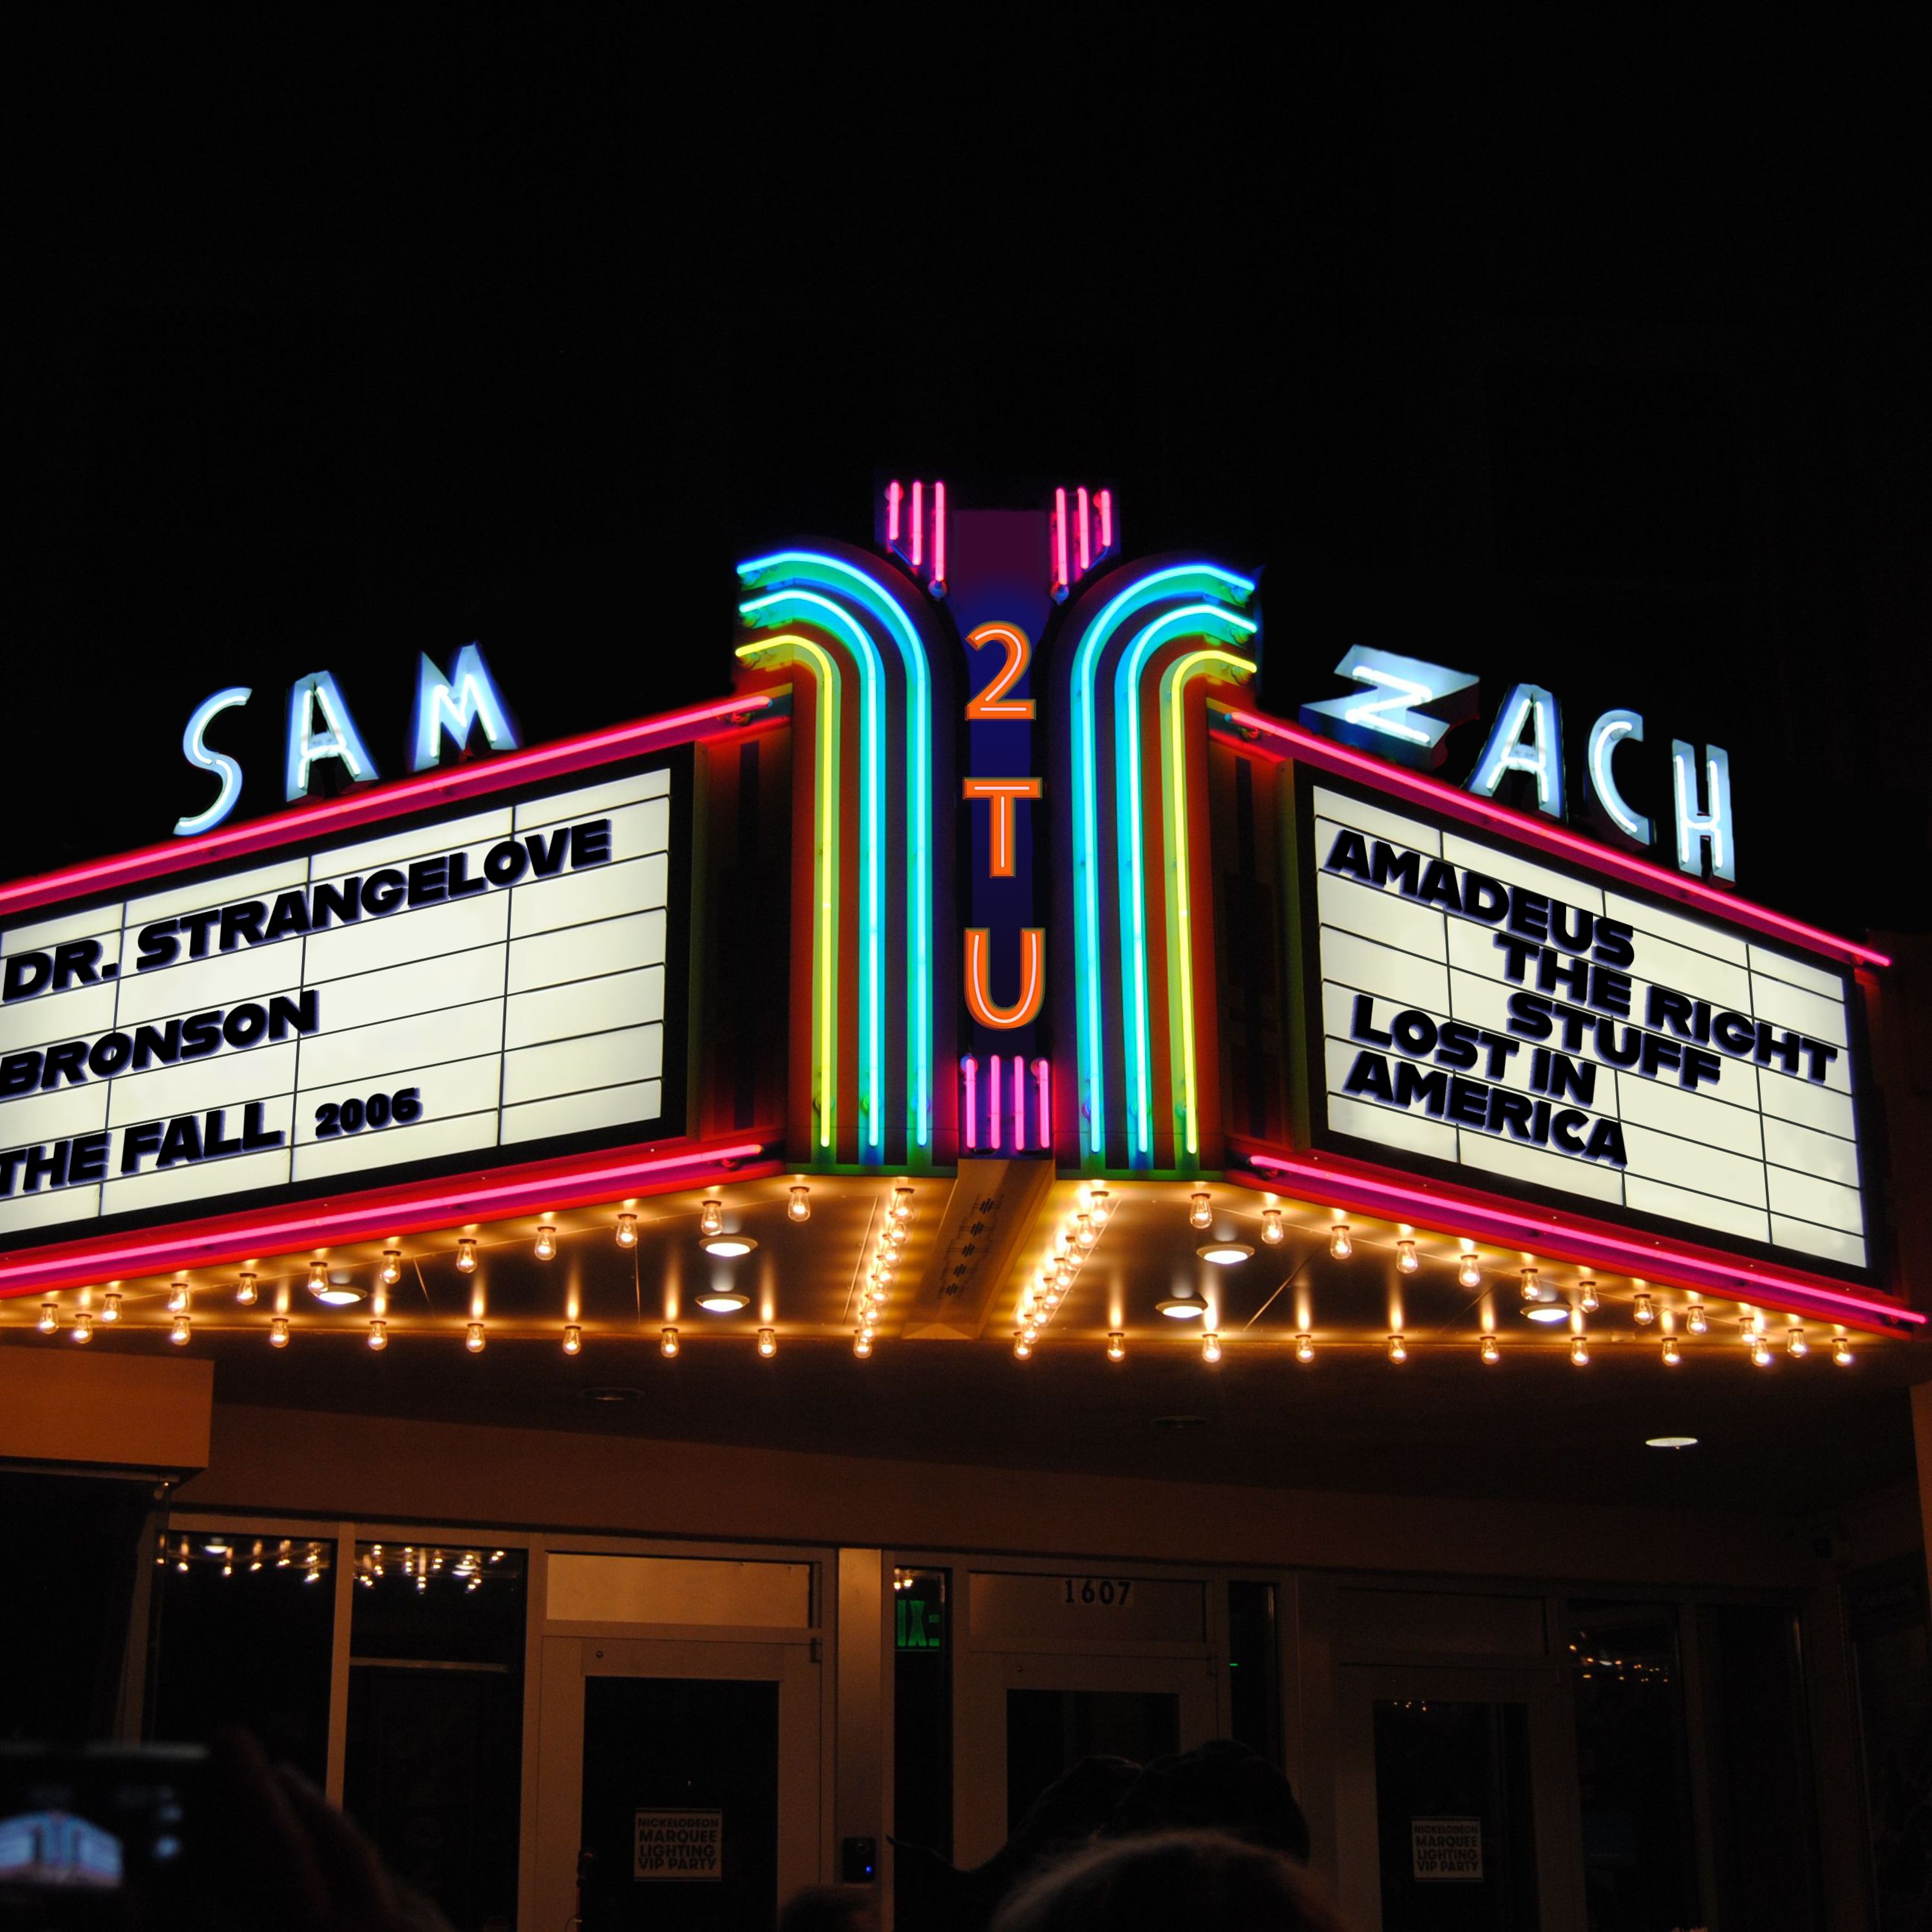 SAM
ZACH
2
T
U
DR. STRANGELOVE
BRONSON
THE FALL 2006
AMADEUS
THE RIGHT
STUFF
LOST IN
AMERICA
1607
NICKELODEON
MARQUEE
LIGHTING
VIP PARTY
NICKELODEON
MARQUEE
LIGHTING
VIP PARTY